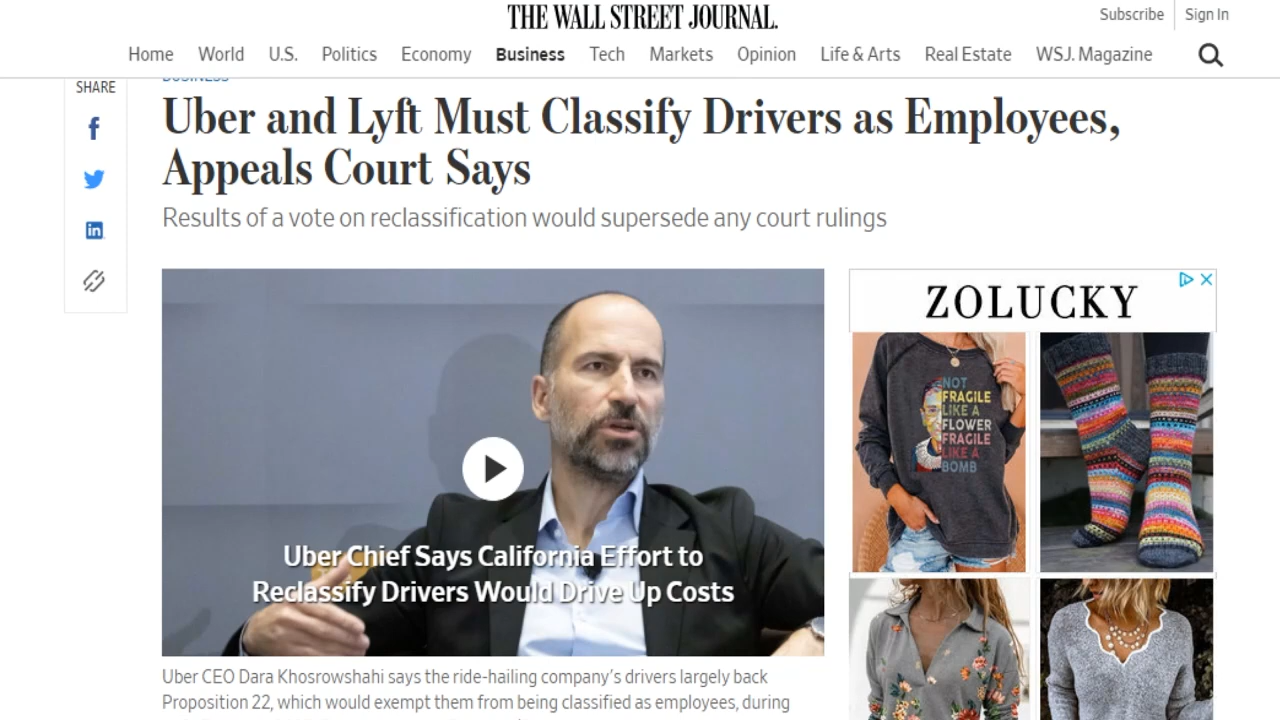 THE WALL STREET JOURNAL.
Subscribe Sign In
Home World U.S. Politics Economy Business Tech Markets Opinion Life & Arts Real Estate WSJ. Magazine
BUSINESS
SHARE
Uber and Lyft Must Classify Drivers as Employees,
Appeals Court Says
Results of a vote on reclassification would supersede any court rulings
ZOLUCKY
NOT
FRAGILE
LIKE A
FLOWER
FRAGILE
LIKE A
BOMB
Uber Chief Says California Effort to
Reclassify Drivers Would Drive Up Costs
Uber CEO Dara Khosrowshahi says the ride-hailing company's drivers largely back
Proposition 22, which would exempt them from being classified as employees, during